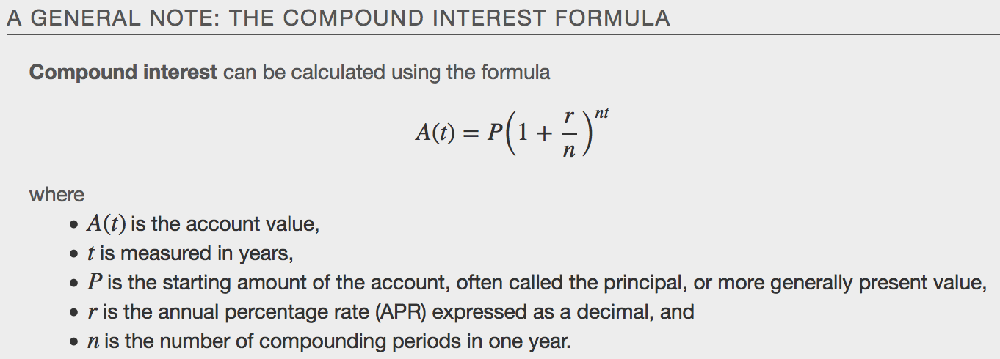 A GENERAL NOTE: THE COMPOUND INTEREST FORMULA
Compound interest can be calculated using the formula
A(t) = P(1 + r/n)^nt
where
• A(t) is the account value,
• t is measured in years,
• P is the starting amount of the account, often called the principal, or more generally present value,
• r is the annual percentage rate (APR) expressed as a decimal, and
• n is the number of compounding periods in one year.